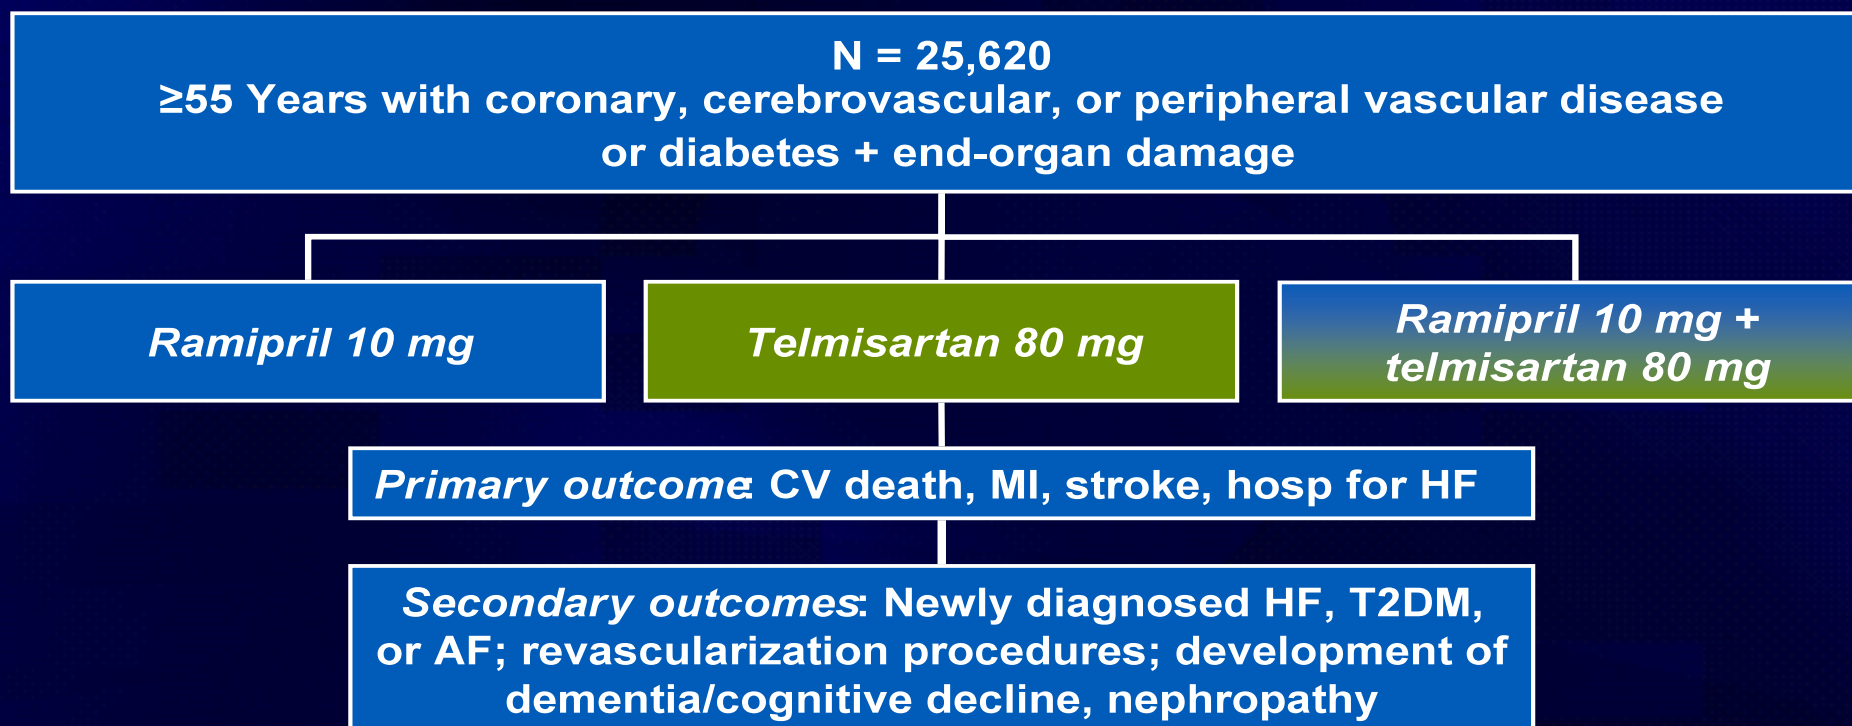 N = 25,620
≥55 Years with coronary, cerebrovascular, or peripheral vascular disease
or diabetes + end-organ damage
Ramipril 10 mg
Telmisartan 80 mg
Ramipril 10 mg +
telmisartan 80 mg
Primary outcome: CV death, MI, stroke, hosp for HF
Secondary outcomes: Newly diagnosed HF, T2DM,
or AF; revascularization procedures; development of
dementia/cognitive decline, nephropathy